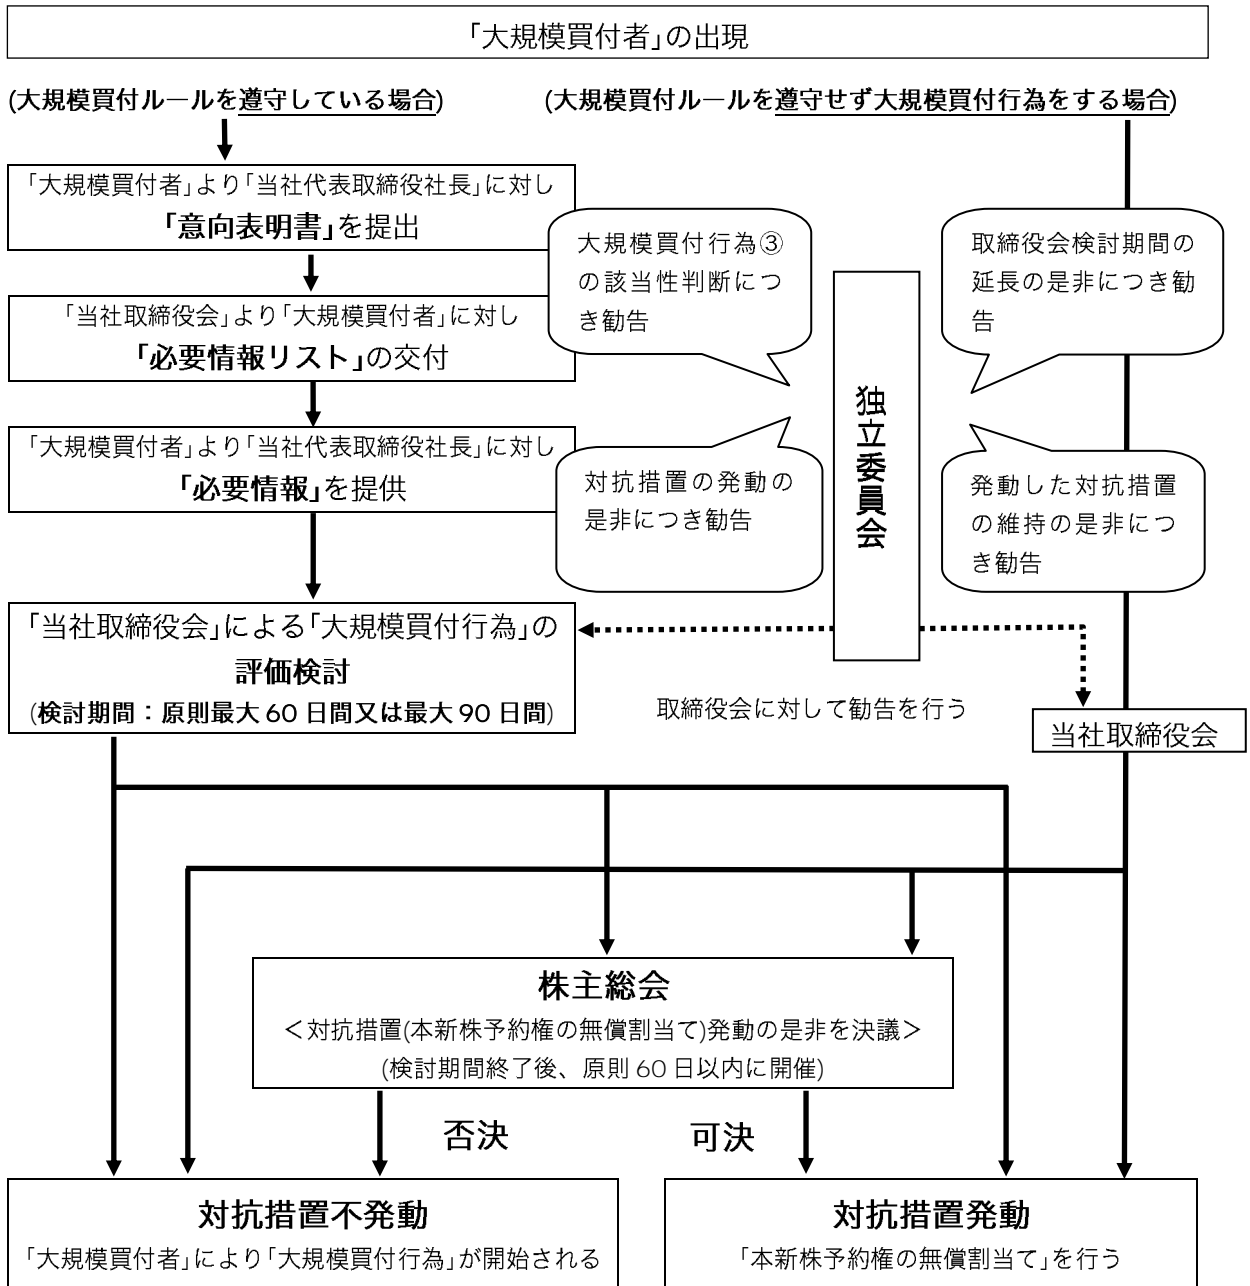 「大規模買付者」の出現
(大規模買付ルールを遵守している場合)
(大規模買付ルールを遵守せず大規模買付行為をする場合)
「大規模買付者」より「当社代表取締役社長」に対し
「意向表明書」を提出
「当社取締役会」より「大規模買付者」に対し
「必要情報リスト」の交付
「大規模買付者」より「当社代表取締役社長」に対し
「必要情報」を提供
「当社取締役会」による「大規模買付行為」の
評価検討
(検討期間：原則最大 60 日間又は最大 90 日間)
大規模買付行為③
の該当性判断につ
き勧告
取締役会検討期間の
延長の是非につき勧
告
独立委員会
対抗措置の発動の
是非につき勧告
発動した対抗措置
の維持の是非につ
き勧告
取締役会に対して勧告を行う
当社取締役会
株主総会
＜対抗措置(本新株予約権の無償割当て)発動の是非を決議＞
(検討期間終了後、原則 60 日以内に開催)
否決
可決
対抗措置不発動
「大規模買付者」により「大規模買付行為」が開始される
対抗措置発動
「本新株予約権の無償割当て」を行う